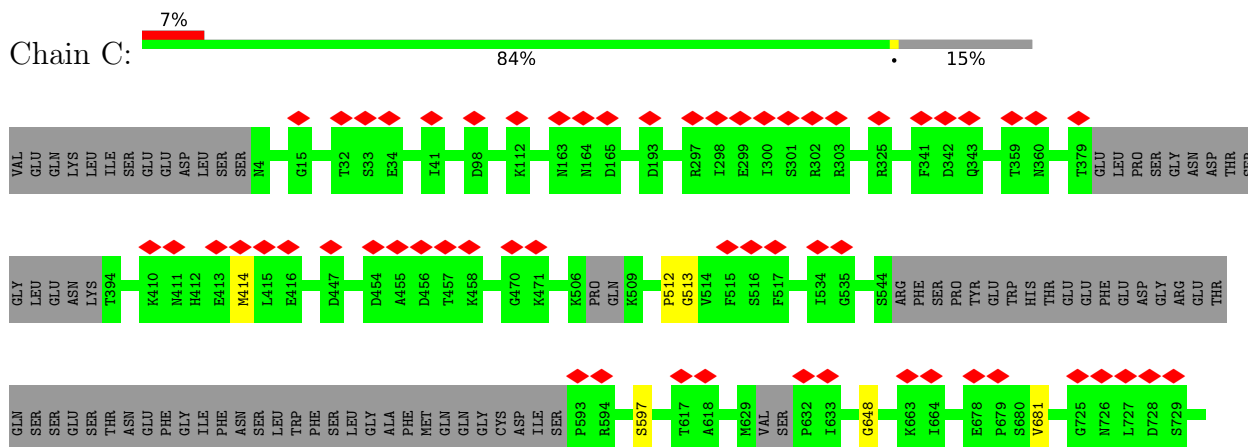 7%
Chain C:
84% • 15%
VAL GLU GLN LYS LEU ILE SER GLU GLU ASP LEU SER SER N4 G15 T32 S33 E34 I41 D98 K112 N163 N164 D165 D193 R297 I298 E299 I300 S301 R302 R303 R325 F341 D342 Q343 T359 N360 T379 GLU LEU PRO SER GLY ASN ASP THR SER
GLY LEU GLU ASN LYS T394 K410 N411 H412 E413 M414 L415 E416 D447 D454 A455 D456 T457 K458 G470 K471 K506 PRO GLN K509 P512 G513 V514 F515 S516 F517 I534 G535 S544 ARG PHE SER PRO TYR GLU TRP HIS THR GLU GLU PHE GLU ASP GLY ARG GLU THR
GLN SER SER GLU SER THR ASN GLU PHE GLY ILE PHE ASN SER LEU TRP PHE SER LEU GLY ALA PHE MET GLN GLN GLY CYS ASP ILE SER P593 R594 S597 T617 A618 M629 VAL SER P632 I633 G648 K663 I664 E678 P679 S680 V681 G725 N726 L727 D728 S729